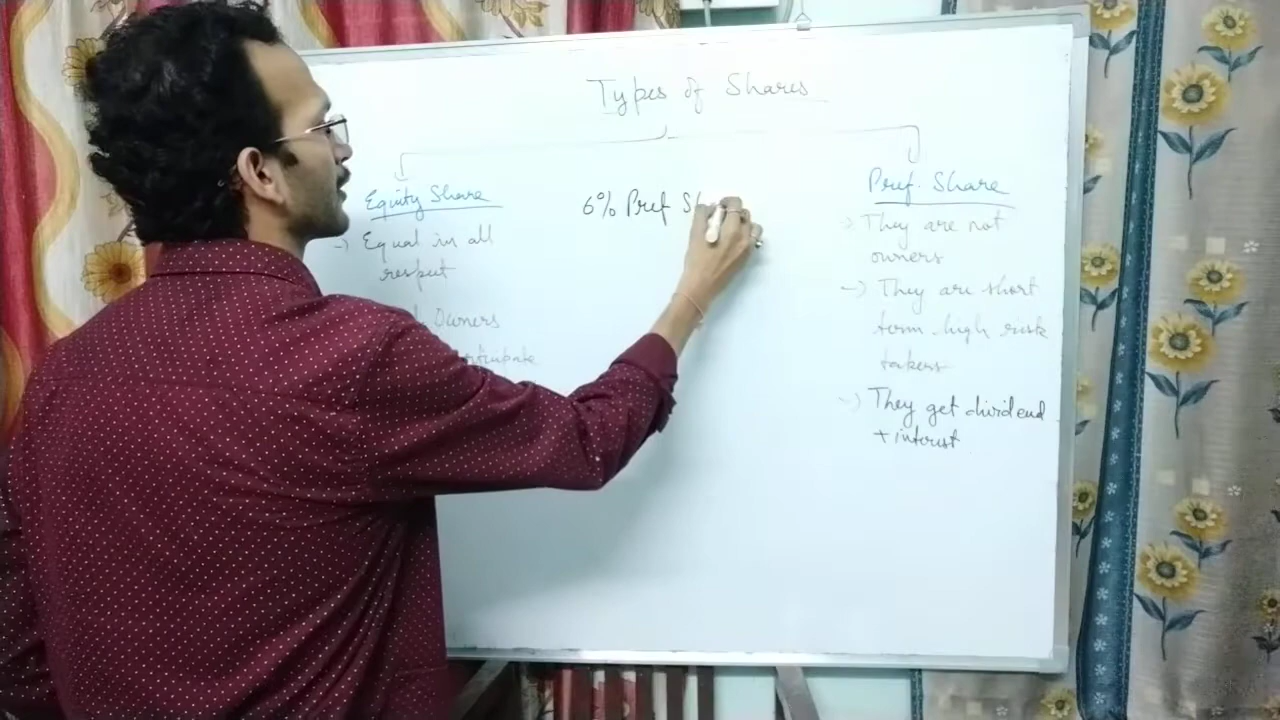 Types of Shares
Equity Share
-) Equal in all
respect
Owners
6% Pref
Pref. Share
-) They are not
owners
-) They are short
term high risk
takers
-) They get dividend
+ interest